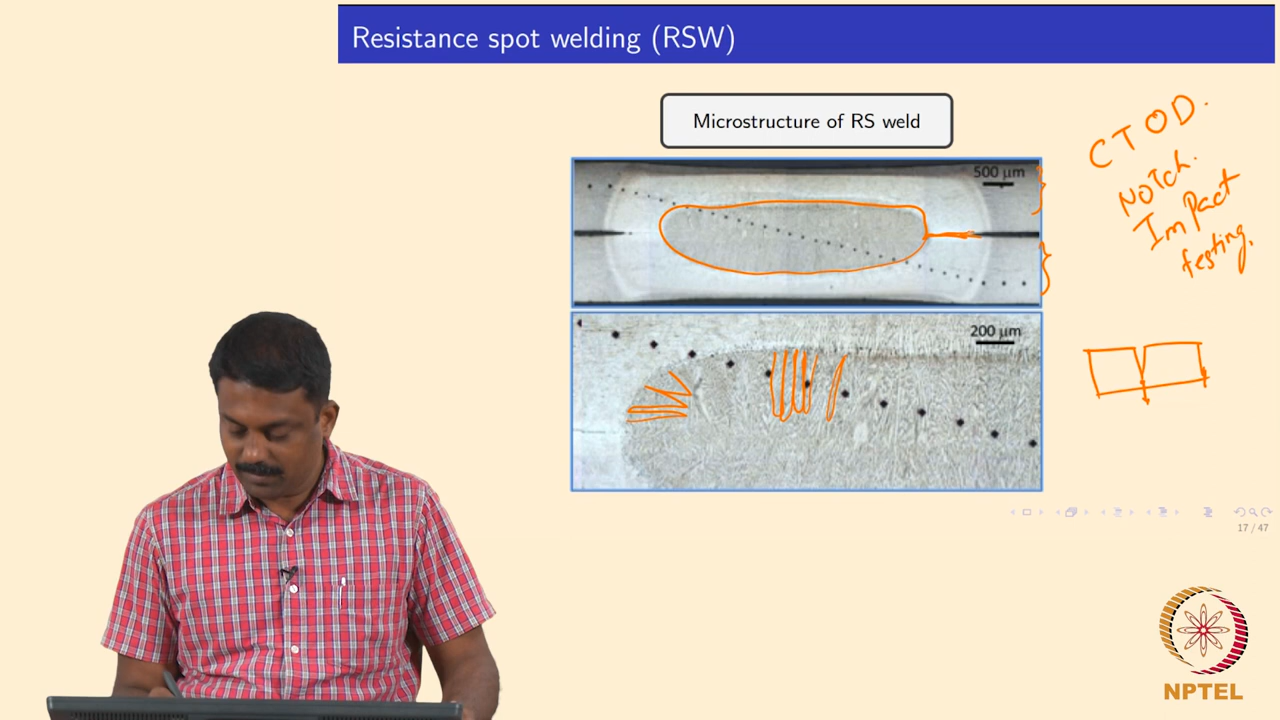 Resistance spot welding (RSW)
Microstructure of RS weld
500 μm
200 μm
CTOD.
Notch.
Impact
testing.
17 / 47
NPTEL